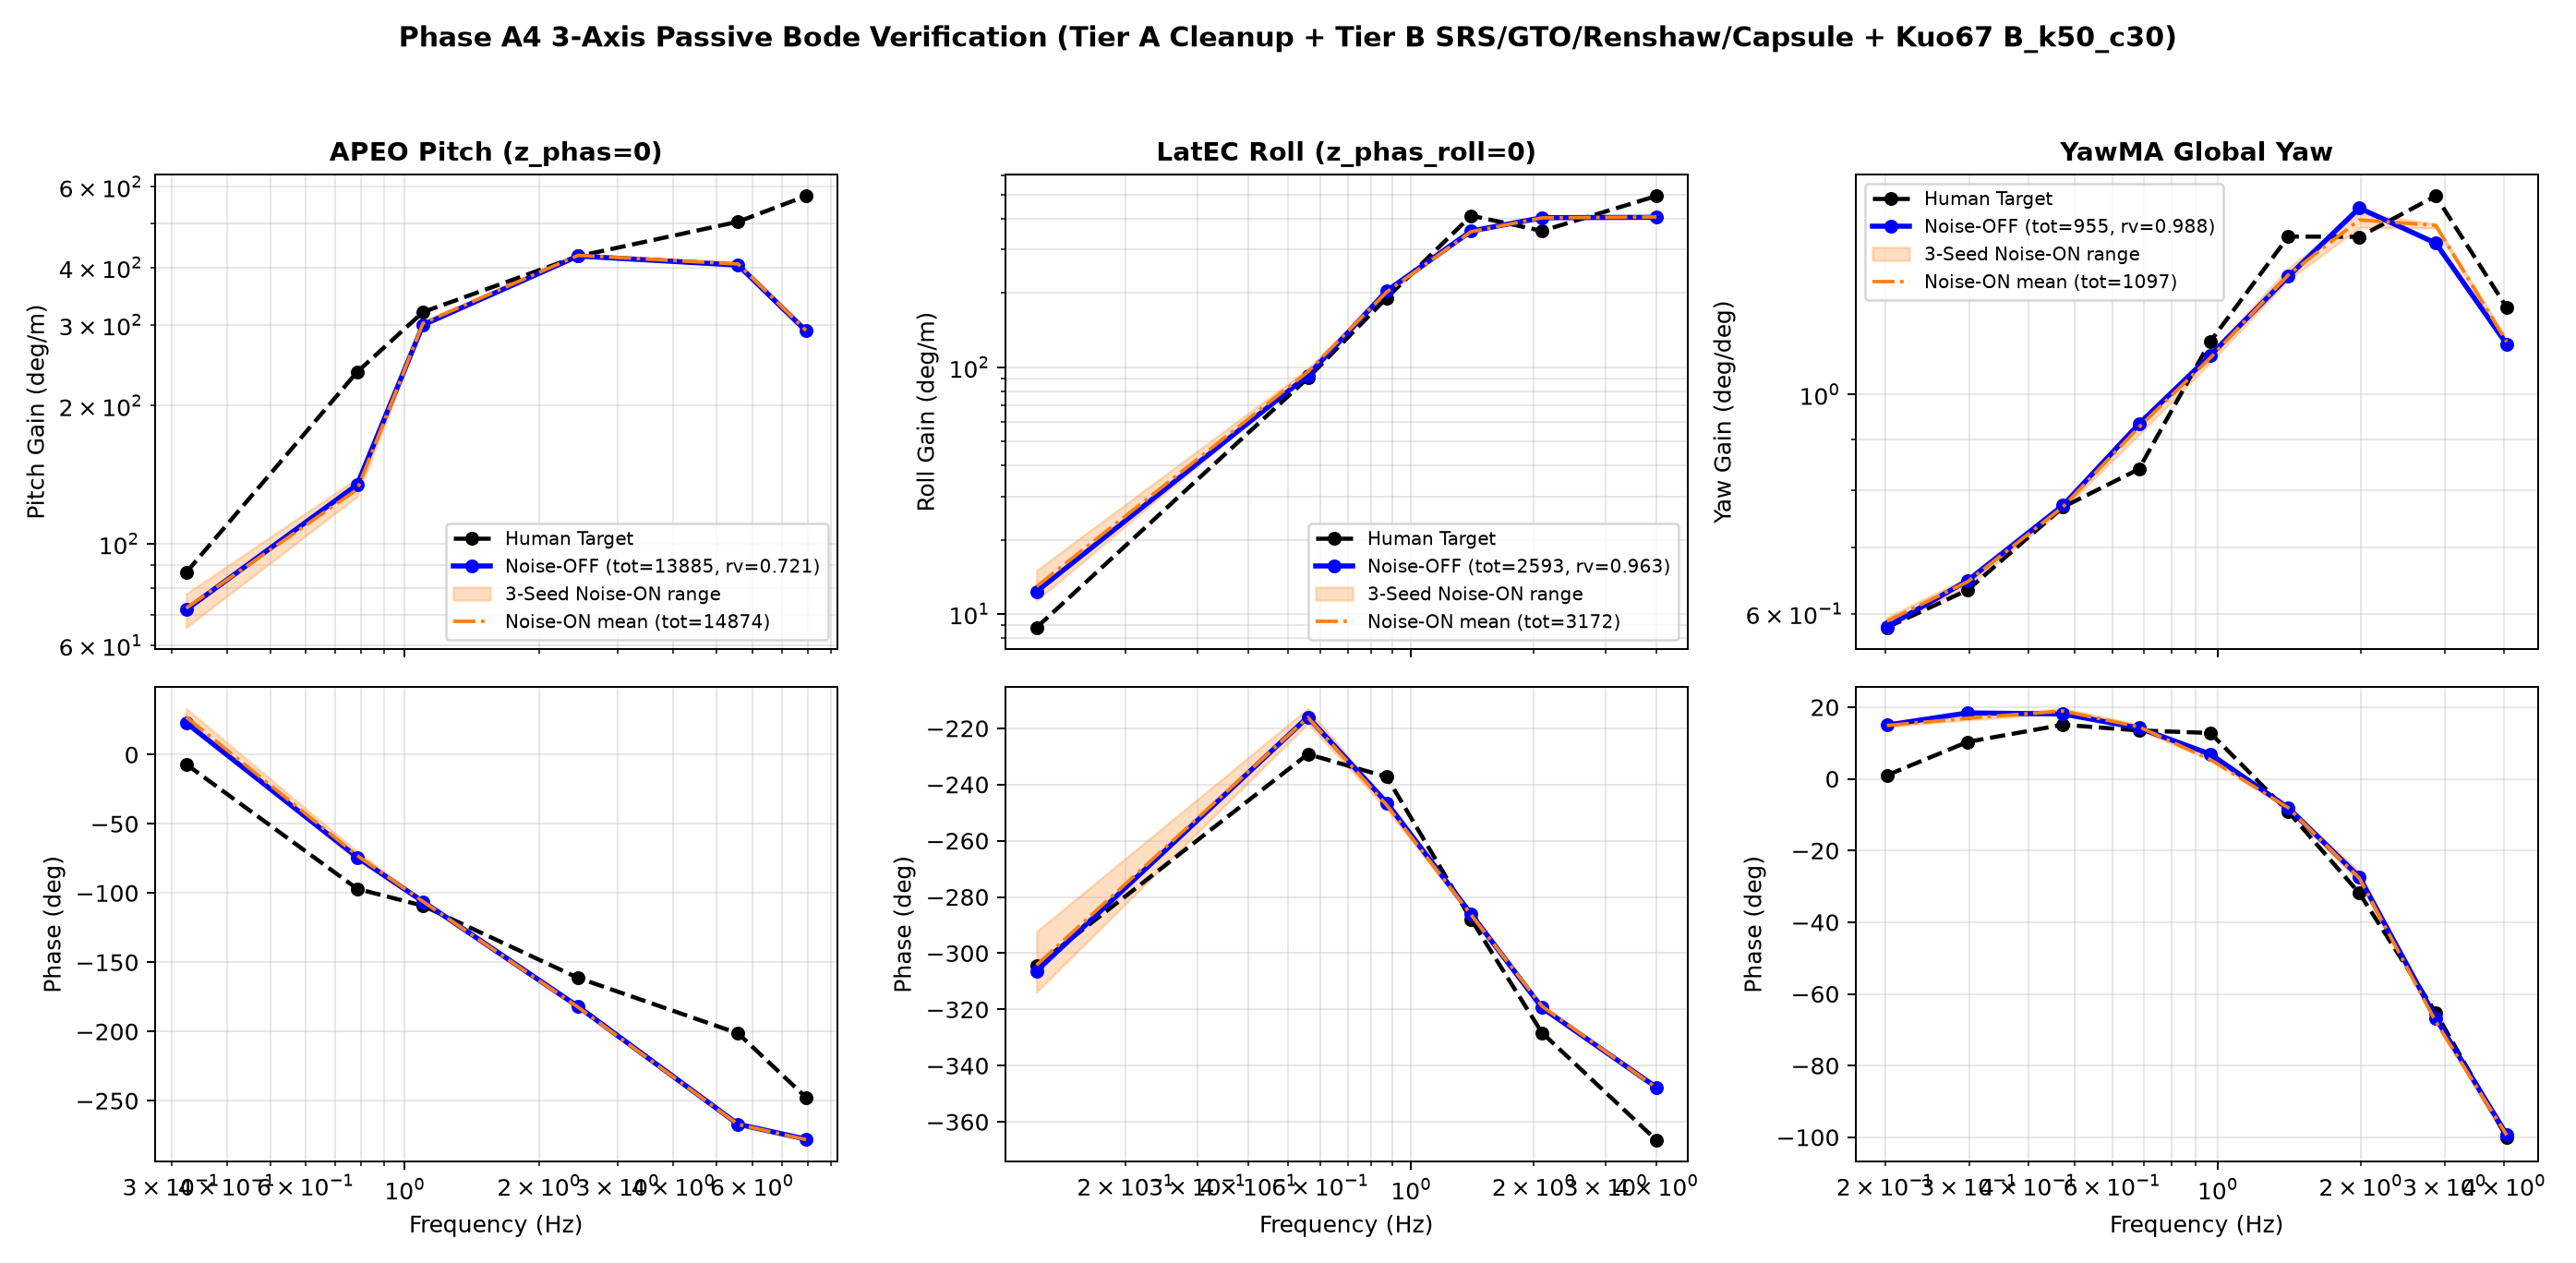 Phase A4 3-Axis Passive Bode Verification (Tier A Cleanup + Tier B SRS/GTO/Renshaw/Capsule + Kuo67 B_k50_c30)
APEO Pitch (z_phas=0)
Pitch Gain (deg/m)
6 × 10²
4 × 10²
3 × 10²
2 × 10²
10²
6 × 10¹
Human Target
Noise-OFF (tot=13885, rv=0.721)
3-Seed Noise-ON range
Noise-ON mean (tot=14874)
LatEC Roll (z_phas_roll=0)
Roll Gain (deg/m)
10²
10¹
Human Target
Noise-OFF (tot=2593, rv=0.963)
3-Seed Noise-ON range
Noise-ON mean (tot=3172)
YawMA Global Yaw
Yaw Gain (deg/deg)
10⁰
6 × 10⁻¹
Human Target
Noise-OFF (tot=955, rv=0.988)
3-Seed Noise-ON range
Noise-ON mean (tot=1097)
Phase (deg)
0
−50
−100
−150
−200
−250
10⁰
6 × 10⁰
Frequency (Hz)
Phase (deg)
−220
−240
−260
−280
−300
−320
−340
−360
10⁰
Frequency (Hz)
Phase (deg)
20
0
−20
−40
−60
−80
−100
10⁰
Frequency (Hz)